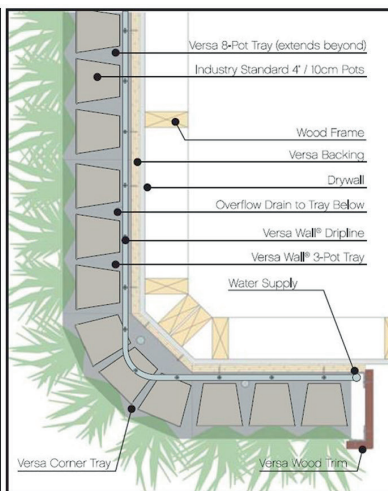 Versa 8-Pot Tray (extends beyond)
Industry Standard 4" / 10cm Pots
Wood Frame
Versa Backing
Drywall
Overflow Drain to Tray Below
Versa Wall® Dripline
Versa Wall® 3-Pot Tray
Water Supply
Versa Corner Tray
Versa Wood Trim